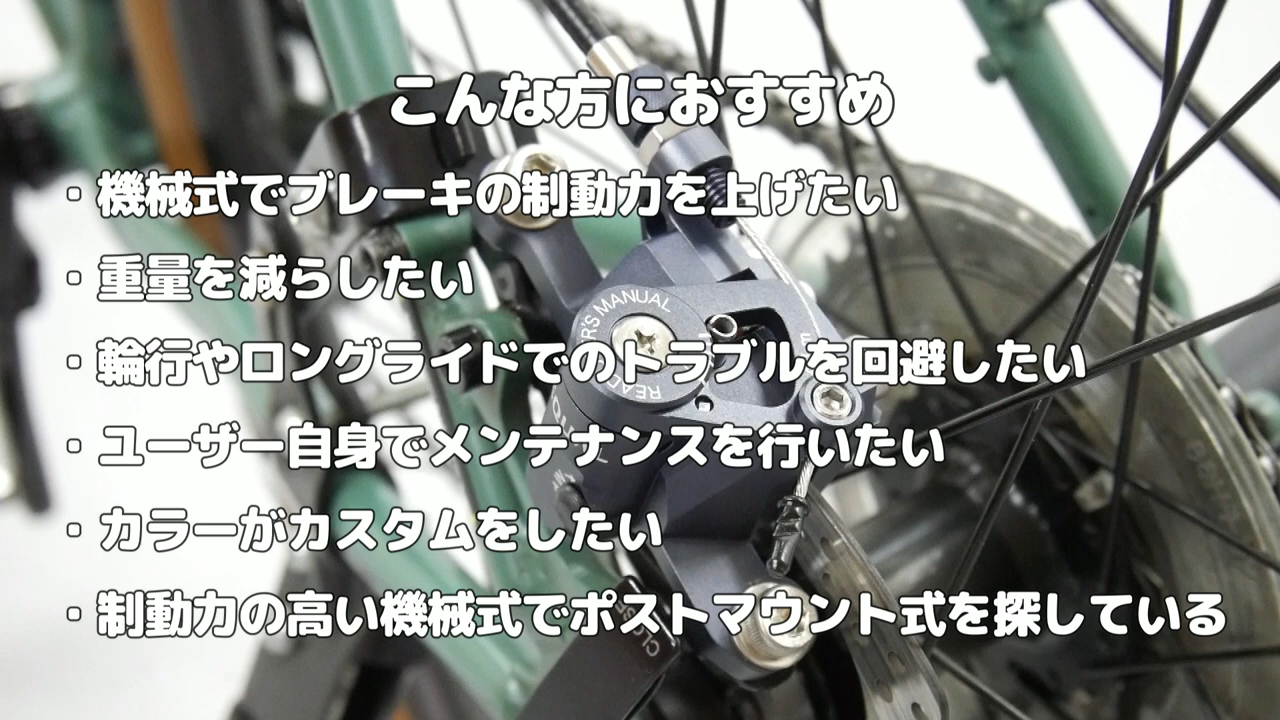 こんな方におすすめ
・機械式でブレーキの制動力を上げたい
・重量を減らしたい
・輪行やロングライドでのトラブルを回避したい
・ユーザー自身でメンテナンスを行いたい
・カラーがカスタムをしたい
・制動力の高い機械式でポストマウント式を探している
R'S MANUAL
READ
CLOSE